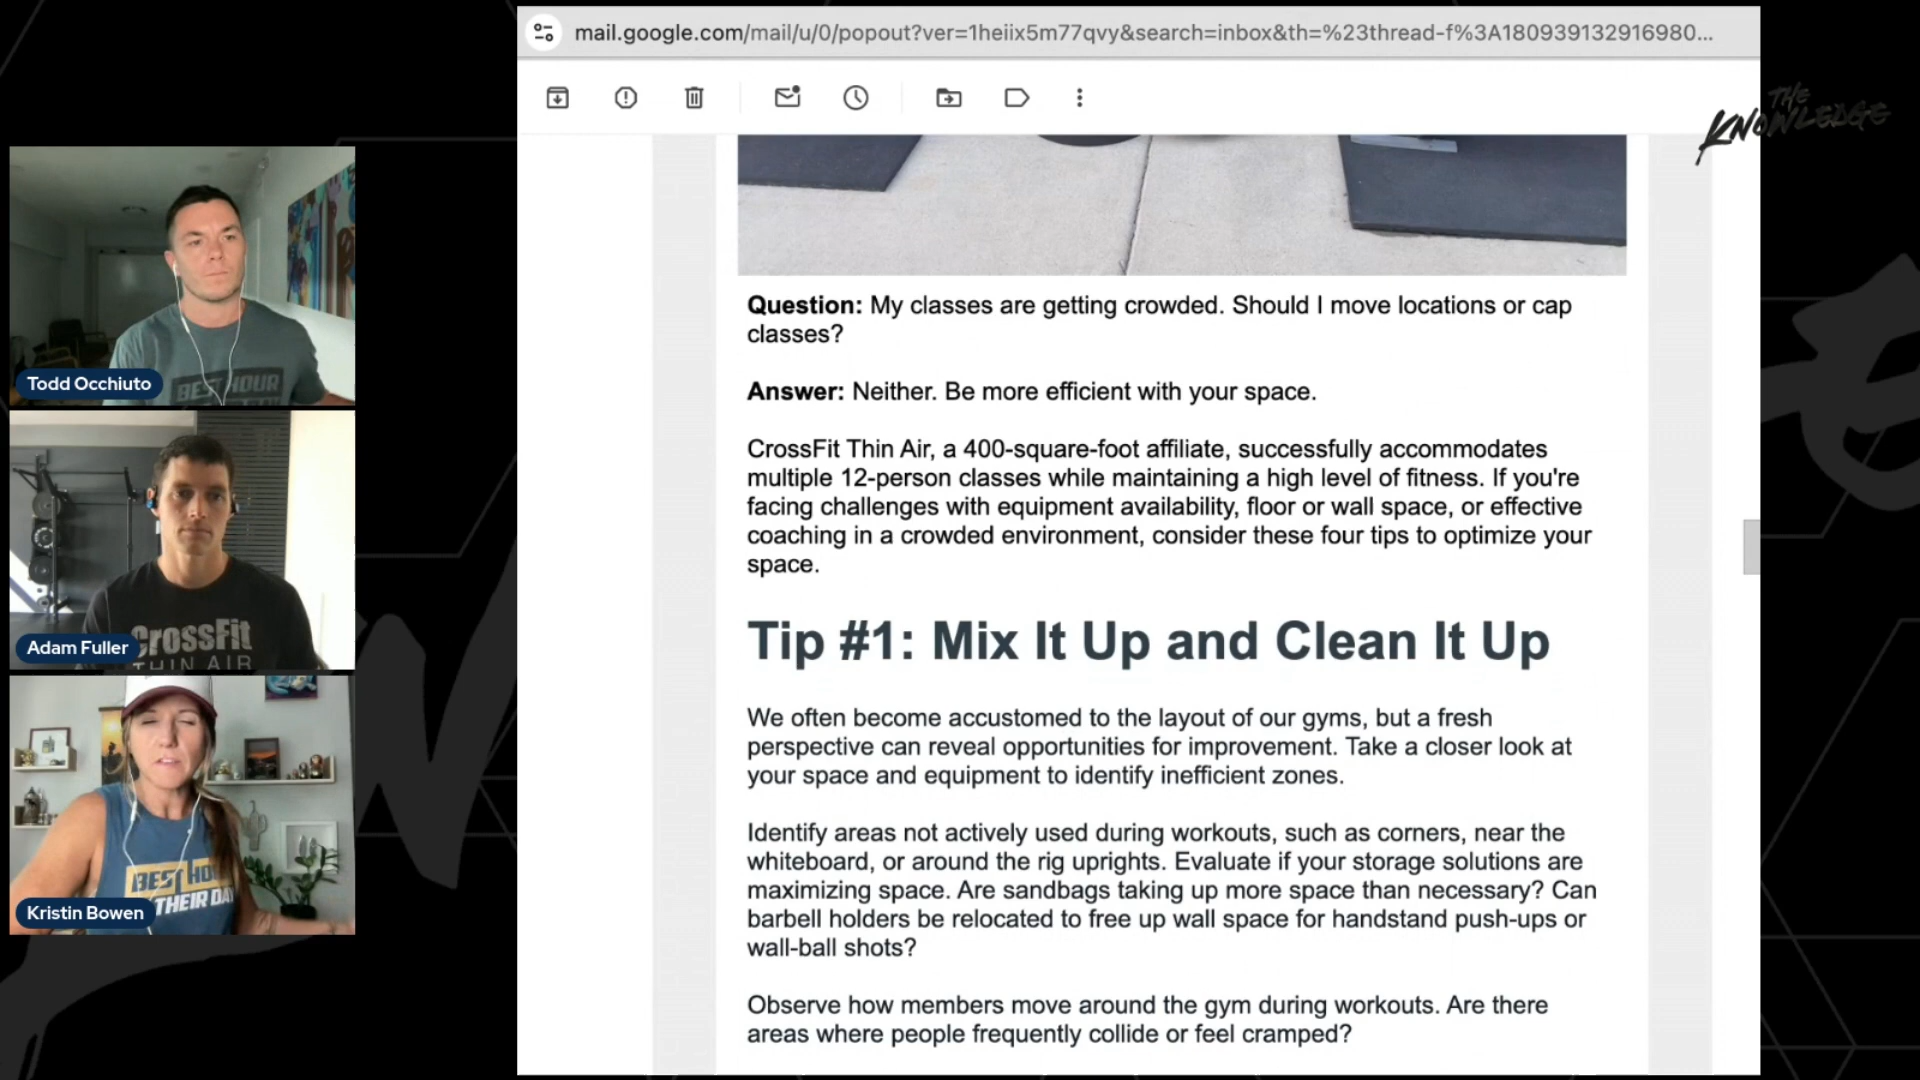 mail.google.com/mail/u/0/popout?ver=1heiix5m77qvy&search=inbox&th=%23thread-f%3A180939132916980...
THE
KNOWLEDGE
Question: My classes are getting crowded. Should I move locations or cap
classes?
Answer: Neither. Be more efficient with your space.
CrossFit Thin Air, a 400-square-foot affiliate, successfully accommodates
multiple 12-person classes while maintaining a high level of fitness. If you're
facing challenges with equipment availability, floor or wall space, or effective
coaching in a crowded environment, consider these four tips to optimize your
space.
Tip #1: Mix It Up and Clean It Up
We often become accustomed to the layout of our gyms, but a fresh
perspective can reveal opportunities for improvement. Take a closer look at
your space and equipment to identify inefficient zones.
Identify areas not actively used during workouts, such as corners, near the
whiteboard, or around the rig uprights. Evaluate if your storage solutions are
maximizing space. Are sandbags taking up more space than necessary? Can
barbell holders be relocated to free up wall space for handstand push-ups or
wall-ball shots?
Observe how members move around the gym during workouts. Are there
areas where people frequently collide or feel cramped?
BEST HOUR
Todd Occhiuto
CrossFit
THIN AIR
Adam Fuller
BEST HO
THEIR DA
Kristin Bowen